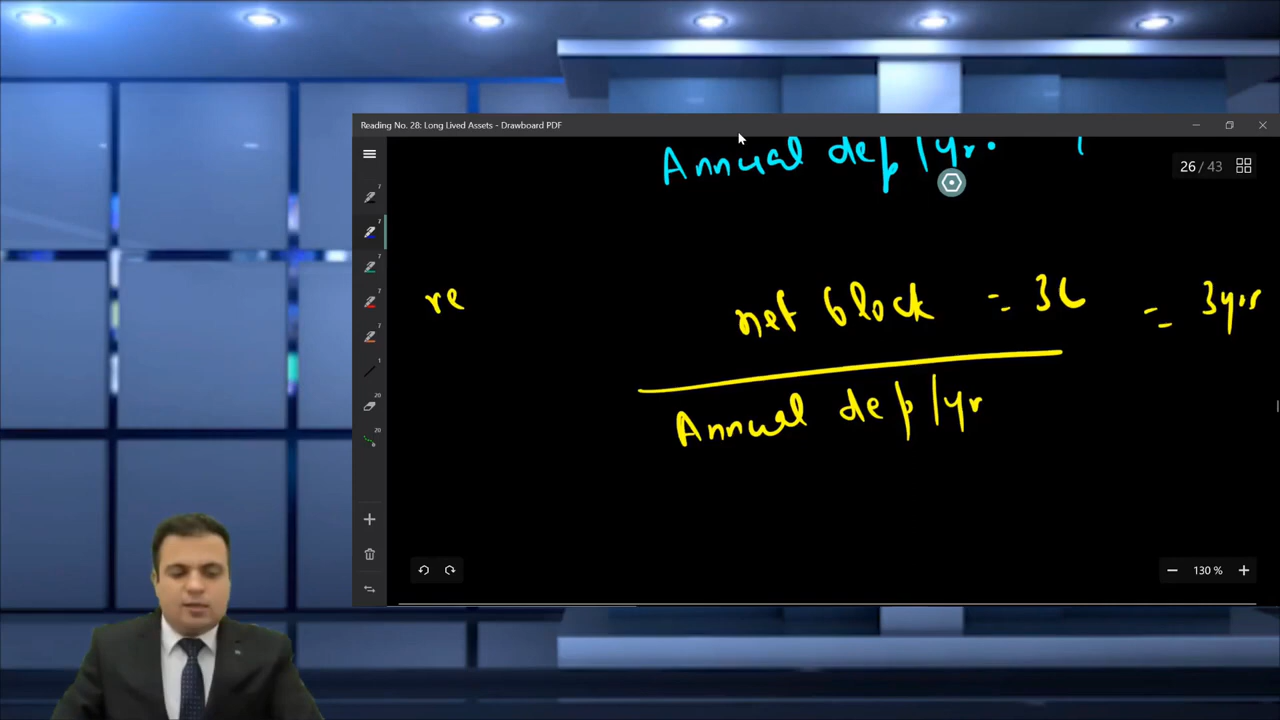 Reading No. 28: Long Lived Assets - Drawboard PDF
Annual dep/yr.
26 / 43
re
net block = 36 = 3yrs
Annual dep/yr
130 %